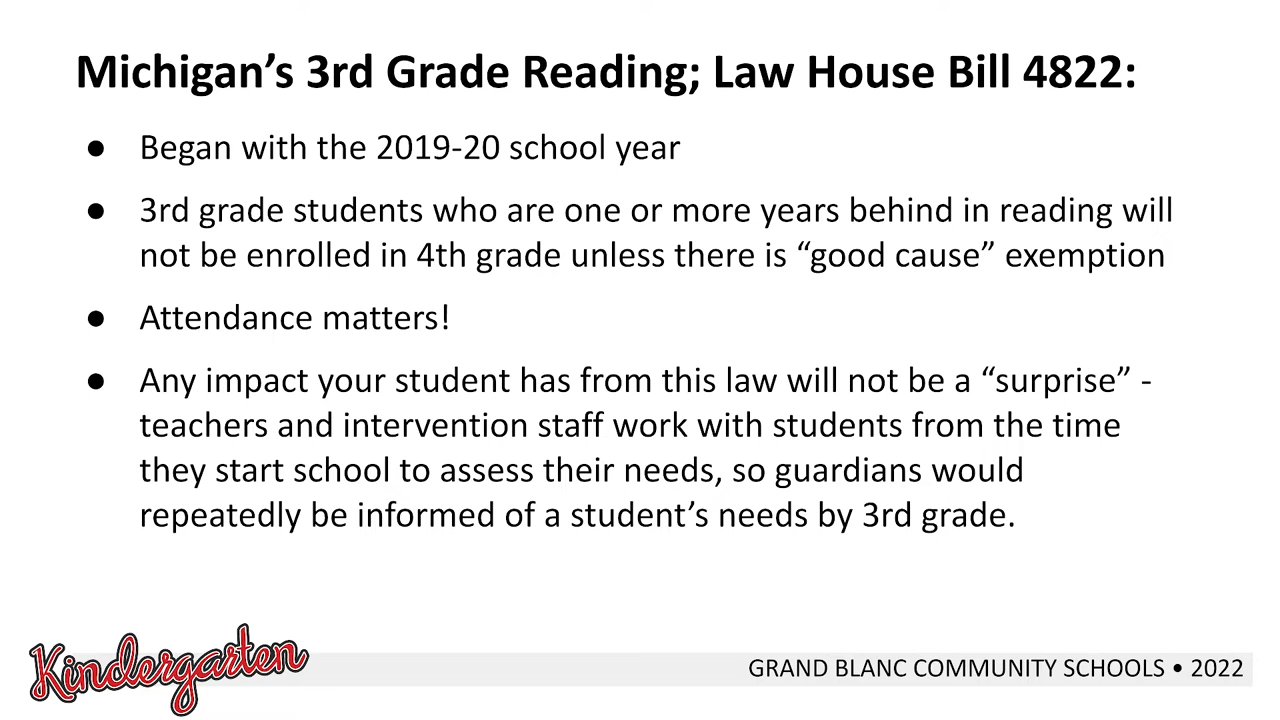 Michigan’s 3rd Grade Reading; Law House Bill 4822:
● Began with the 2019-20 school year
● 3rd grade students who are one or more years behind in reading will
not be enrolled in 4th grade unless there is “good cause” exemption
● Attendance matters!
● Any impact your student has from this law will not be a “surprise” -
teachers and intervention staff work with students from the time
they start school to assess their needs, so guardians would
repeatedly be informed of a student’s needs by 3rd grade.
Kindergarten
GRAND BLANC COMMUNITY SCHOOLS • 2022